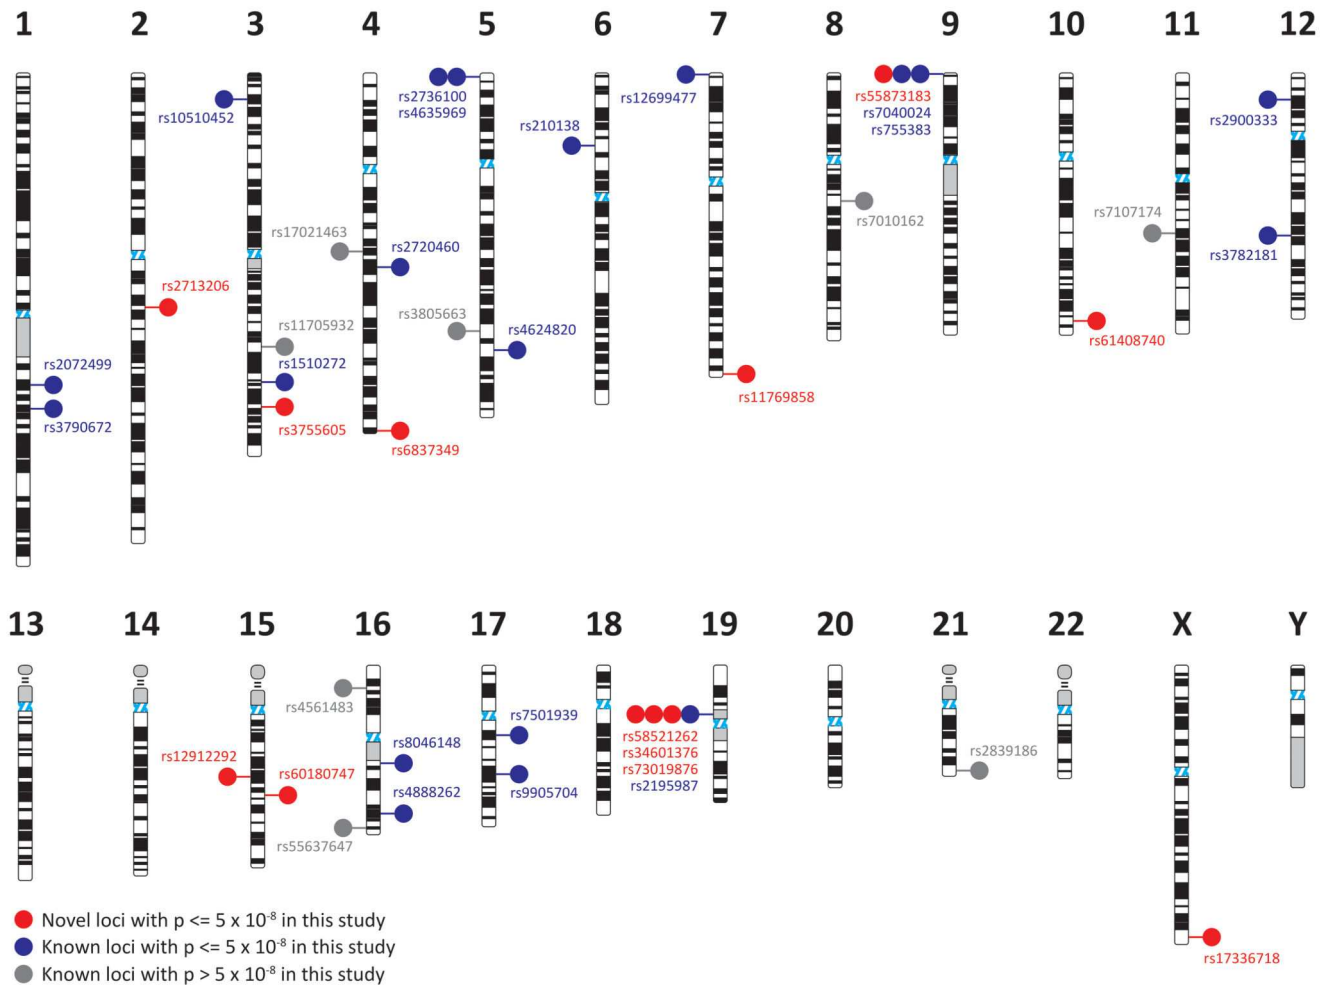 1 2 3 4 5 6 7 8 9 10 11 12
rs10510452
rs2736100
rs4635969
rs210138
rs12699477
rs55873183
rs7040024
rs755383
rs2900333
rs17021463
rs2720460
rs7010162
rs7107174
rs3782181
rs2713206
rs11705932
rs3805663
rs4624820
rs61408740
rs2072499
rs1510272
rs11769858
rs3790672
rs3755605
rs6837349
13 14 15 16 17 18 19 20 21 22 X Y
rs4561483
rs7501939
rs58521262
rs34601376
rs73019876
rs2195987
rs12912292
rs60180747
rs8046148
rs4888262
rs9905704
rs2839186
rs55637647
rs17336718
Novel loci with p <= 5 x 10⁻⁸ in this study
Known loci with p <= 5 x 10⁻⁸ in this study
Known loci with p > 5 x 10⁻⁸ in this study